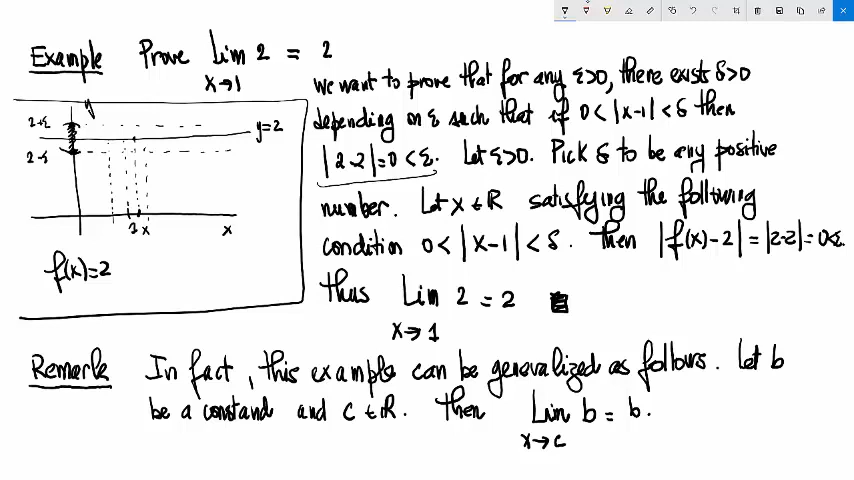 Example Prove lim 2 = 2
x→1
We want to prove that for any ε>0, there exists δ>0
depending on ε such that if 0 < |x-1| < δ then
|2-2| = 0 < ε. Let ε>0. Pick δ to be any positive
number. Let x ∈ R satisfying the following
condition 0 < |x-1| < δ. Then |f(x)-2| = |2-2| = 0<ε.
Thus lim 2 = 2
x→1
y
2+ε
y=2
2-ε
1 x
x
f(x)=2
Remark In fact, this example can be generalized as follows. Let b
be a constand and c ∈ R. Then lim b = b.
x→c